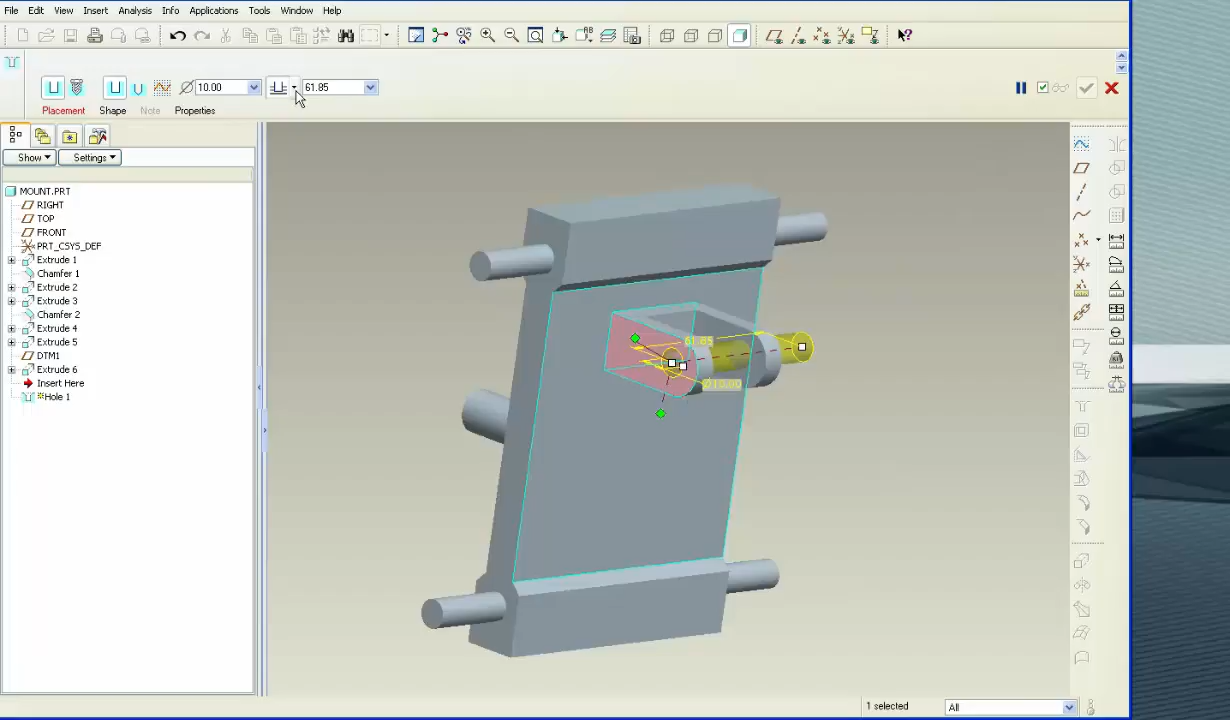 File Edit View Insert Analysis Info Applications Tools Window Help
10.00 61.85
Placement Shape Note Properties
Show Settings
MOUNT.PRT
RIGHT
TOP
FRONT
PRT_CSYS_DEF
Extrude 1
Chamfer 1
Extrude 2
Extrude 3
Chamfer 2
Extrude 4
Extrude 5
DTM1
Extrude 6
Insert Here
Hole 1
61.85
Ø10.00
1 selected All